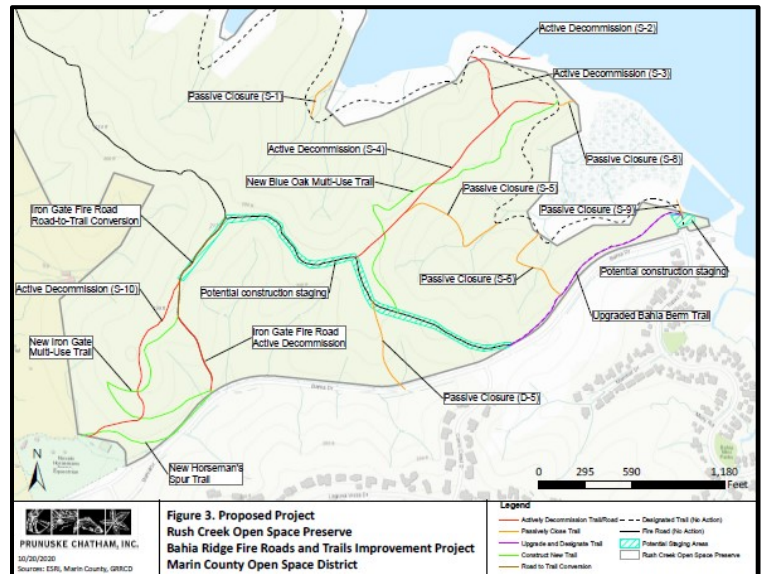 Active Decommission (S-2)
Active Decommission (S-3)
Passive Closure (S-1)
Active Decommission (S-4)
Passive Closure (S-8)
New Blue Oak Multi-Use Trail
Passive Closure (S-5)
Passive Closure (S-9)
Iron Gate Fire Road
Road-to-Trail Conversion
Passive Closure (S-6)
Potential construction staging
Active Decommission (S-10)
Potential construction staging
Upgraded Bahia Berm Trail
New Iron Gate
Multi-Use Trail
Iron Gate Fire Road
Active Decommission
Passive Closure (D-5)
New Horseman's
Spur Trail
N
0 295 590 1,180
Feet
PRUNUSKE CHATHAM, INC.
10/20/2020
Sources: ESRI, Marin County, GRRCD
Figure 3. Proposed Project
Rush Creek Open Space Preserve
Bahia Ridge Fire Roads and Trails Improvement Project
Marin County Open Space District
Legend
Actively Decommission Trail/Road
Designated Trail (No Action)
Passively Close Trail
Fire Road (No Action)
Upgrade and Designate Trail
Potential Staging Areas
Construct New Trail
Rush Creek Open Space Preserve
Road to Trail Conversion